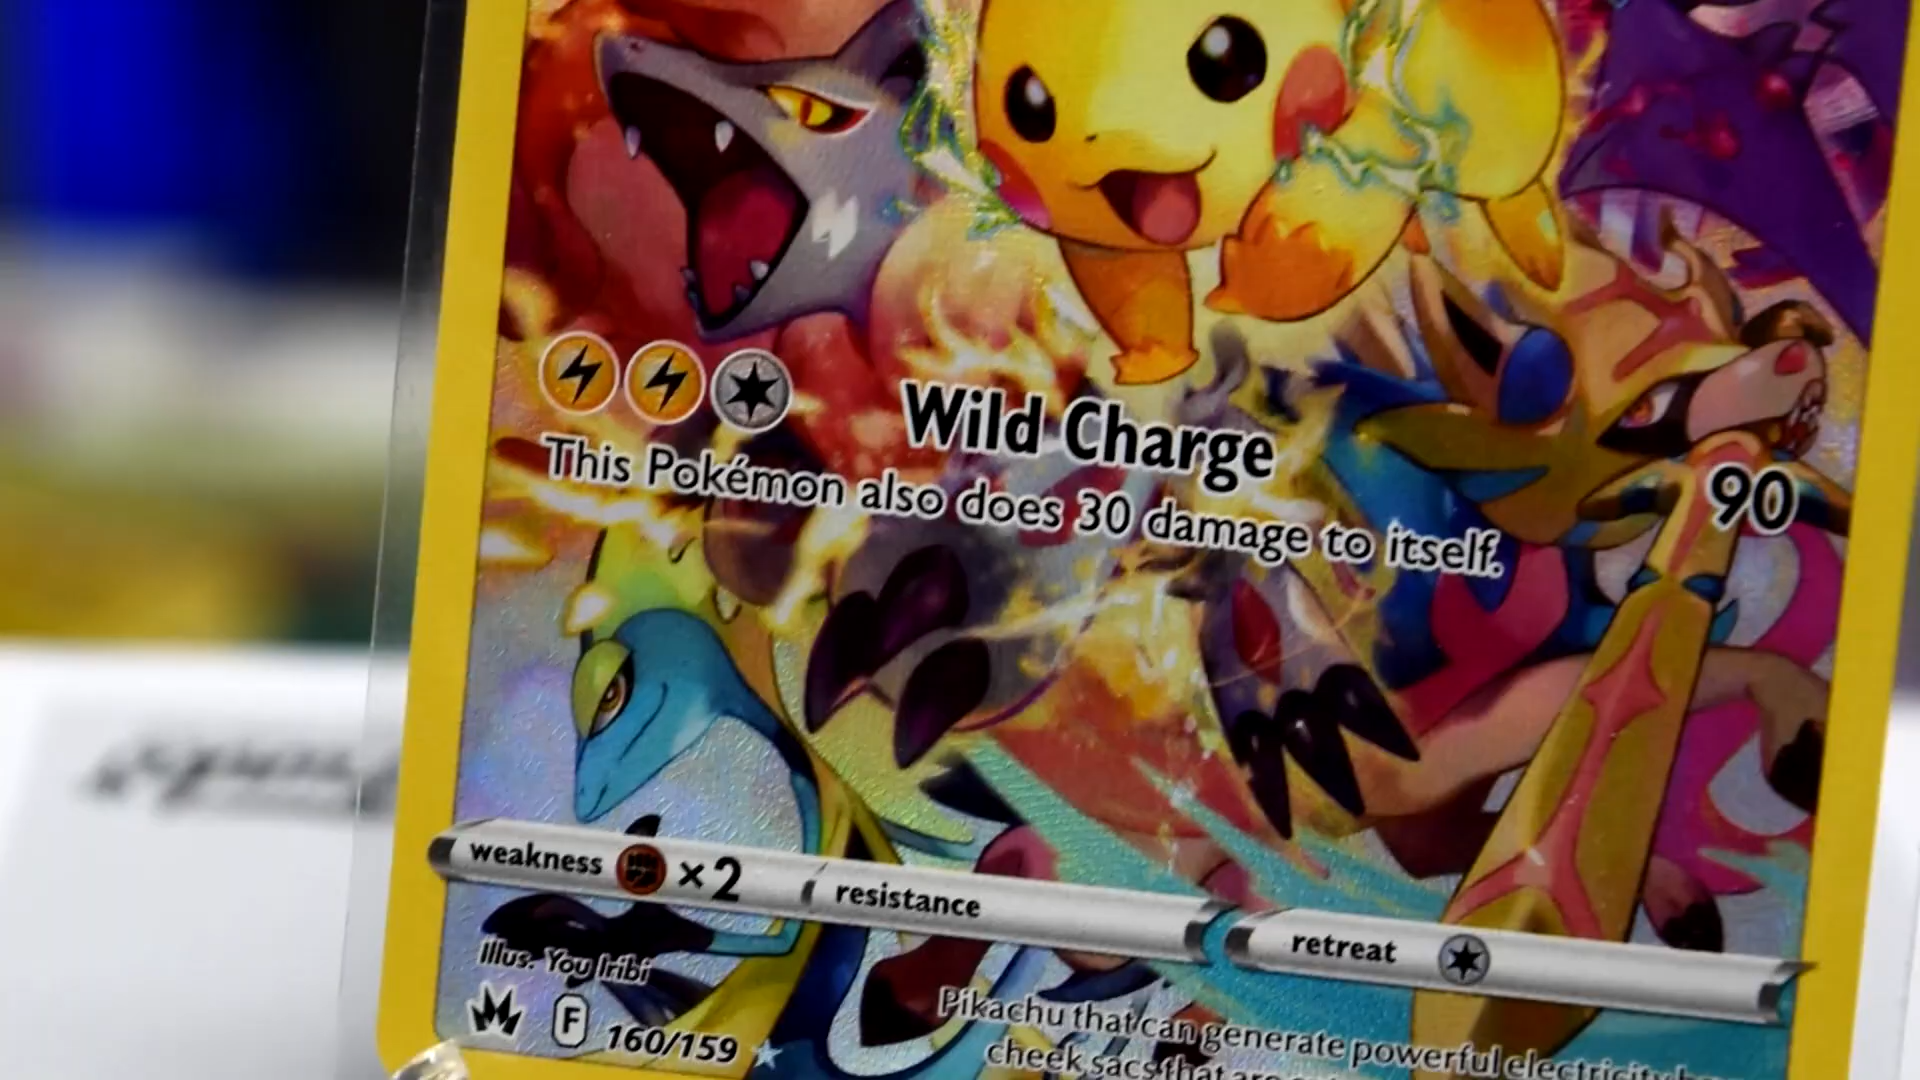 Wild Charge
90
This Pokémon also does 30 damage to itself.
weakness ×2
resistance
retreat
Illus. You Iribi
F 160/159
Pikachu that can generate powerful electricity
cheek sacs that are